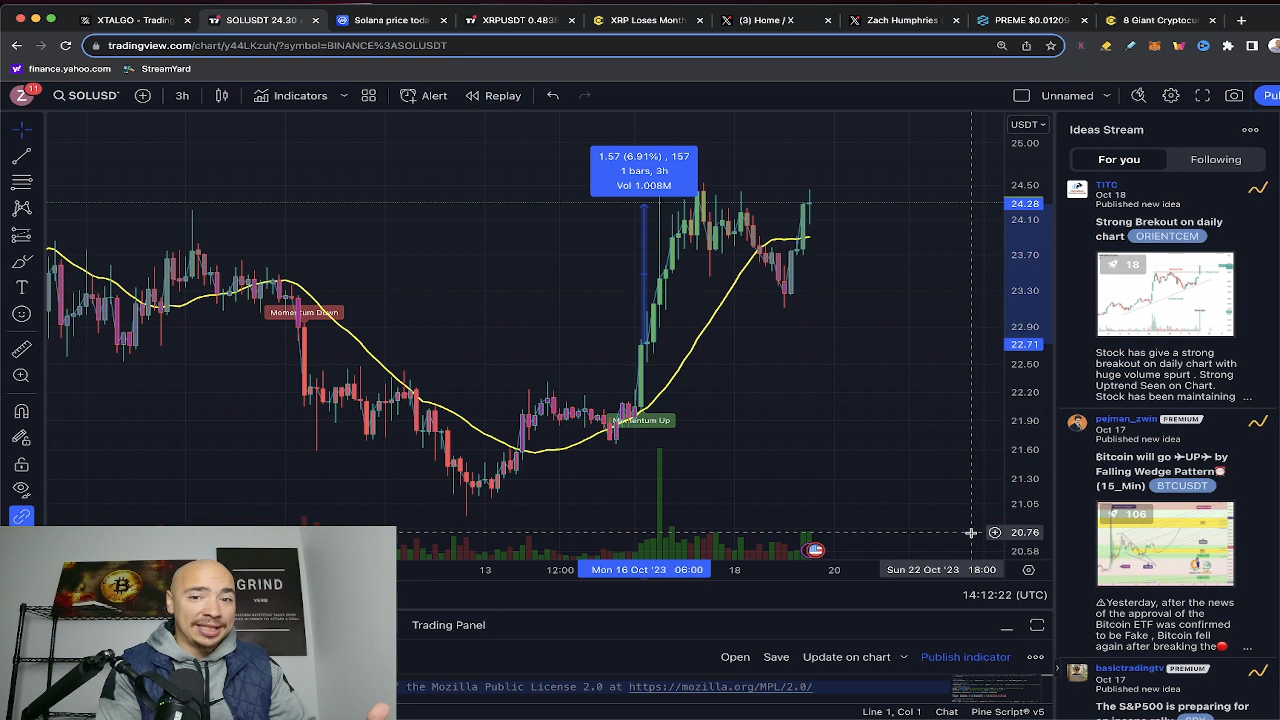 XTALGO - Trading
SOLUSDT 24.30
Solana price toda
XRPUSDT 0.4836
XRP Loses Month
(3) Home / X
Zach Humphries
PREME $0.01209
8 Giant Cryptocur
tradingview.com/chart/y44LKzuh/?symbol=BINANCE%3ASOLUSDT
finance.yahoo.com
StreamYard
Z 11
SOLUSD
3h
Indicators
Alert
Replay
Unnamed
Pu
USDT
25.00
24.50
24.28
24.10
23.70
23.30
22.90
22.71
22.50
22.20
21.90
21.60
21.30
21.05
20.76
20.58
1.57 (6.91%) , 157
1 bars, 3h
Vol 1.008M
Momentum Down
Momentum Up
13
12:00
Mon 16 Oct '23 06:00
18
20
Sun 22 Oct '23 18:00
14:12:22 (UTC)
GRIND
VERB
Trading Panel
Open
Save
Update on chart
Publish indicator
the Mozilla Public License 2.0 at https://mozilla.org/MPL/2.0/
Line 1, Col 1
Chat
Pine Script® v5
Ideas Stream
For you
Following
TITC
Oct 18
Published new idea
Strong Brekout on daily
chart ORIENTCEM
18
Stock has give a strong
breakout on daily chart with
huge volume spurt . Strong
Uptrend Seen on Chart.
Stock has been maintaining ...
pejman_zwin PREMIUM
Oct 17
Published new idea
Bitcoin will go ✈UP✈ by
Falling Wedge Pattern⏰
(15_Min) BTCUSDT
106
⚠Yesterday, after the news
of the approval of the
Bitcoin ETF was confirmed
to be Fake , Bitcoin fell
again after breaking the🔴 ...
basictradingtv PREMIUM
Oct 17
Published new idea
The S&P500 is preparing for